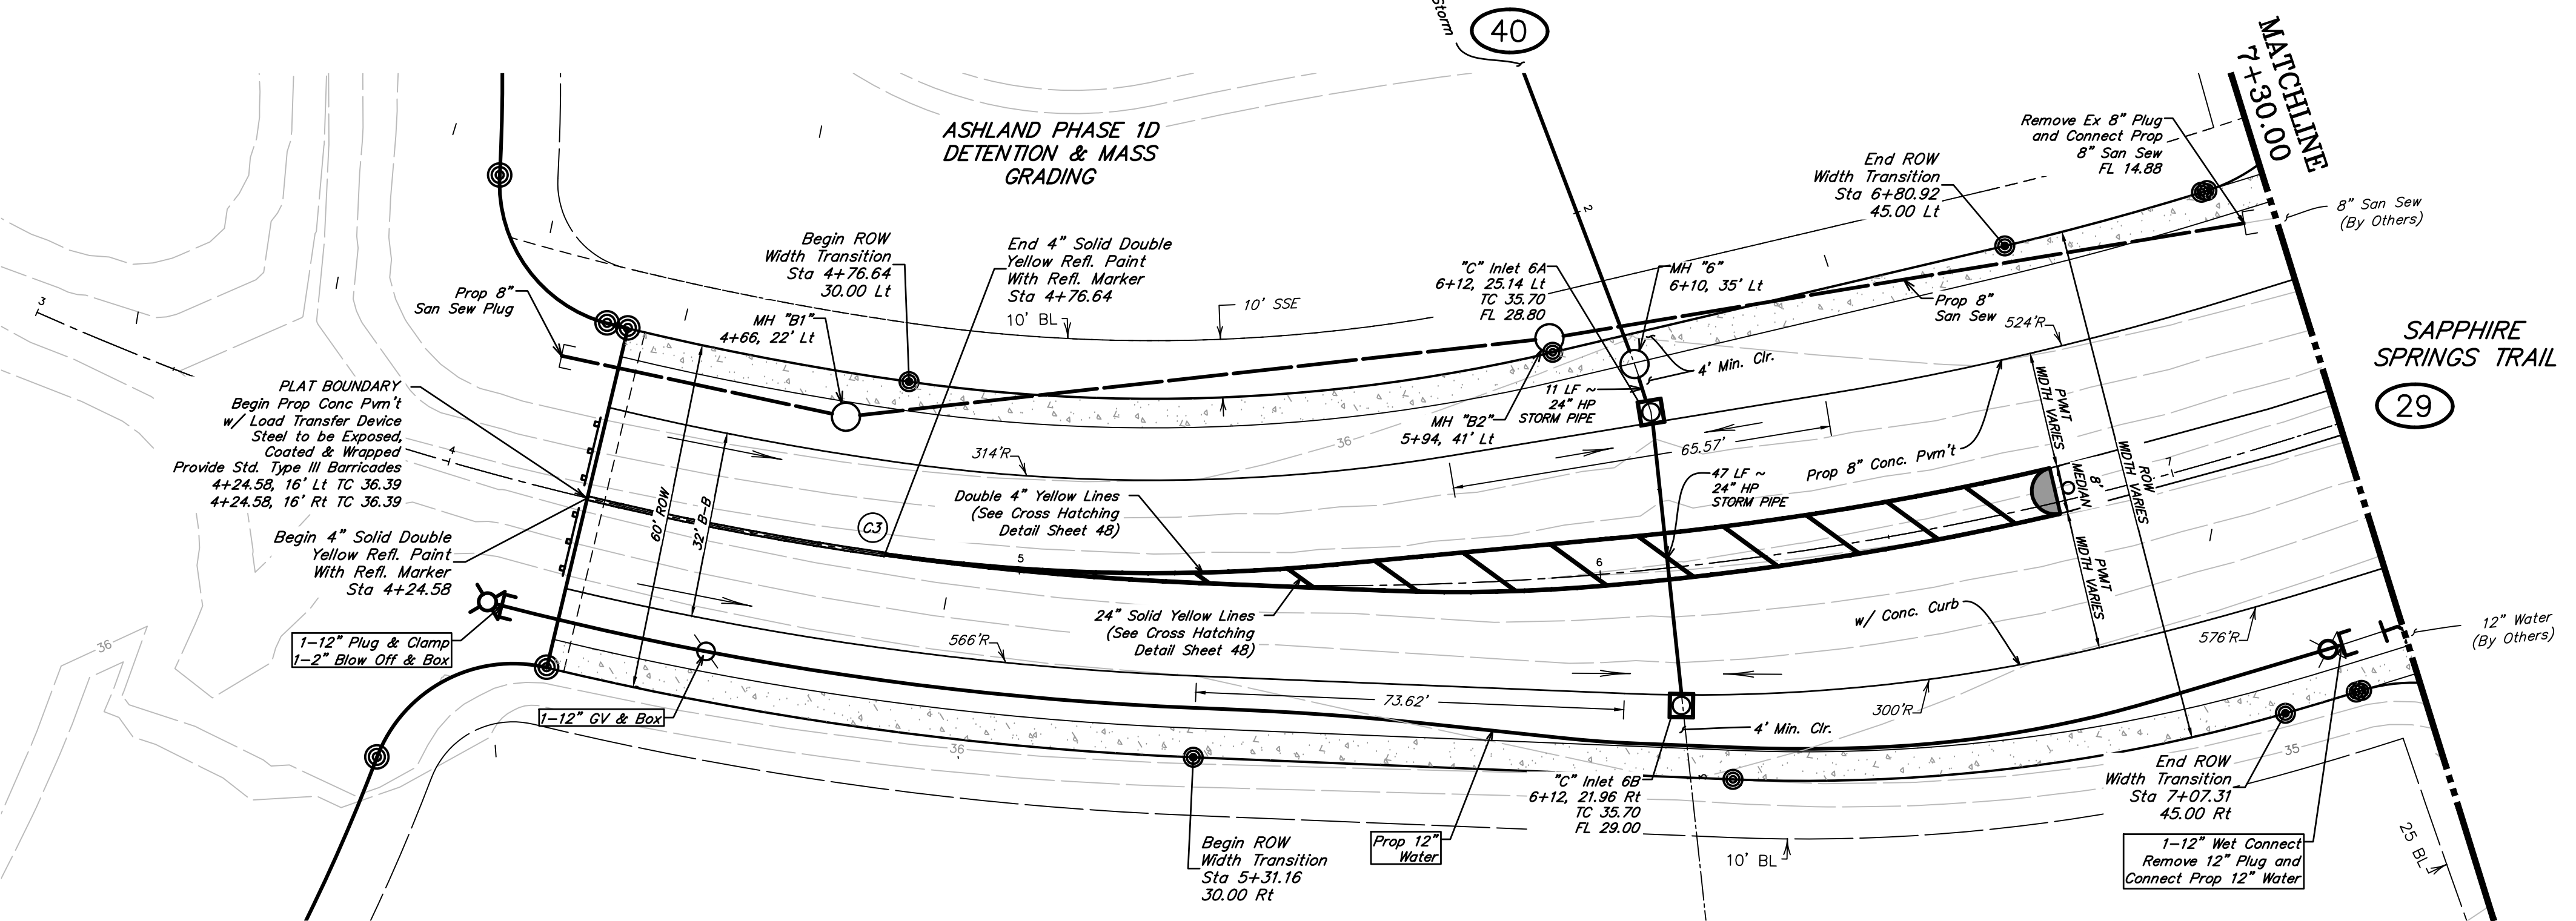 Storm
40
MATCHLINE
7+30.00
ASHLAND PHASE 1D
DETENTION & MASS
GRADING
Remove Ex 8" Plug
and Connect Prop
8" San Sew
FL 14.88
End ROW
Width Transition
Sta 6+80.92
45.00 Lt
8" San Sew
(By Others)
2
Begin ROW
Width Transition
Sta 4+76.64
30.00 Lt
End 4" Solid Double
Yellow Refl. Paint
With Refl. Marker
Sta 4+76.64
"C" Inlet 6A
6+12, 25.14 Lt
TC 35.70
FL 28.80
MH "6"
6+10, 35' Lt
Prop 8"
San Sew Plug
3
MH "B1"
4+66, 22' Lt
10' BL
10' SSE
Prop 8"
San Sew
524'R
SAPPHIRE
SPRINGS TRAIL
29
4' Min. Clr.
PLAT BOUNDARY
Begin Prop Conc Pvm't
w/ Load Transfer Device
Steel to be Exposed,
Coated & Wrapped
Provide Std. Type III Barricades
4+24.58, 16' Lt TC 36.39
4+24.58, 16' Rt TC 36.39
4
11 LF ~
24" HP
STORM PIPE
MH "B2"
5+94, 41' Lt
36
314'R
65.57'
Prop 8" Conc. Pvm't
PVMT
WIDTH VARIES
8'
MEDIAN
ROW
WIDTH VARIES
7
47 LF ~
24" HP
STORM PIPE
Double 4" Yellow Lines
(See Cross Hatching
Detail Sheet 48)
60' ROW
32' B-B
C3
Begin 4" Solid Double
Yellow Refl. Paint
With Refl. Marker
Sta 4+24.58
5
6
PVMT
WIDTH VARIES
24" Solid Yellow Lines
(See Cross Hatching
Detail Sheet 48)
w/ Conc. Curb
576'R
12" Water
(By Others)
36
1-12" Plug & Clamp
1-2" Blow Off & Box
566'R
1-12" GV & Box
73.62'
300'R
4' Min. Clr.
36
35
"C" Inlet 6B
6+12, 21.96 Rt
TC 35.70
FL 29.00
End ROW
Width Transition
Sta 7+07.31
45.00 Rt
Begin ROW
Width Transition
Sta 5+31.16
30.00 Rt
Prop 12"
Water
10' BL
1-12" Wet Connect
Remove 12" Plug and
Connect Prop 12" Water
25 BL